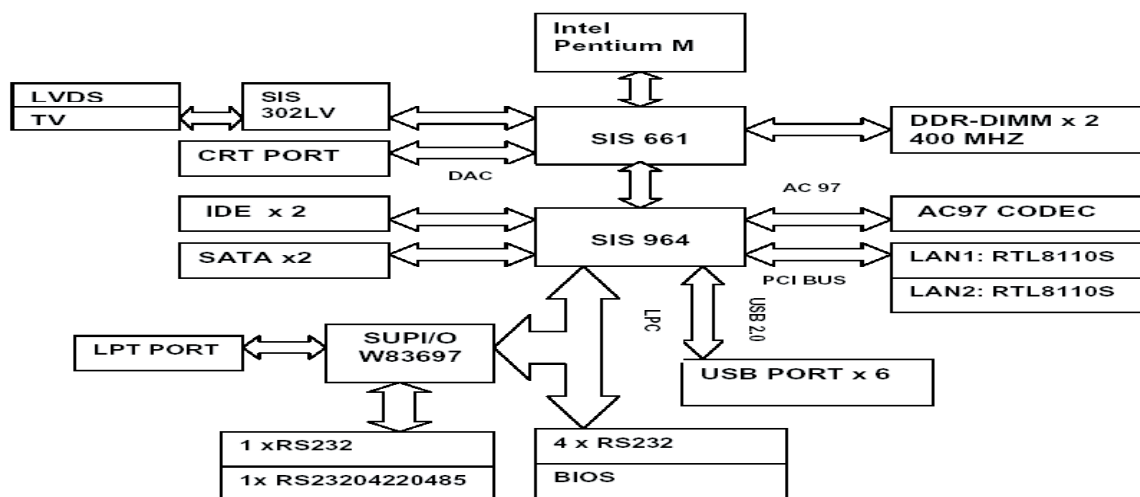 Intel
Pentium M
LVDS
TV
SIS
302LV
SIS 661
DDR-DIMM x 2
400 MHZ
CRT PORT
DAC
AC 97
IDE x 2
SIS 964
AC97 CODEC
SATA x2
PCI BUS
LAN1: RTL8110S
LAN2: RTL8110S
LPC
USB 2.0
LPT PORT
SUPI/O
W83697
USB PORT x 6
1 xRS232
1x RS23204220485
4 x RS232
BIOS